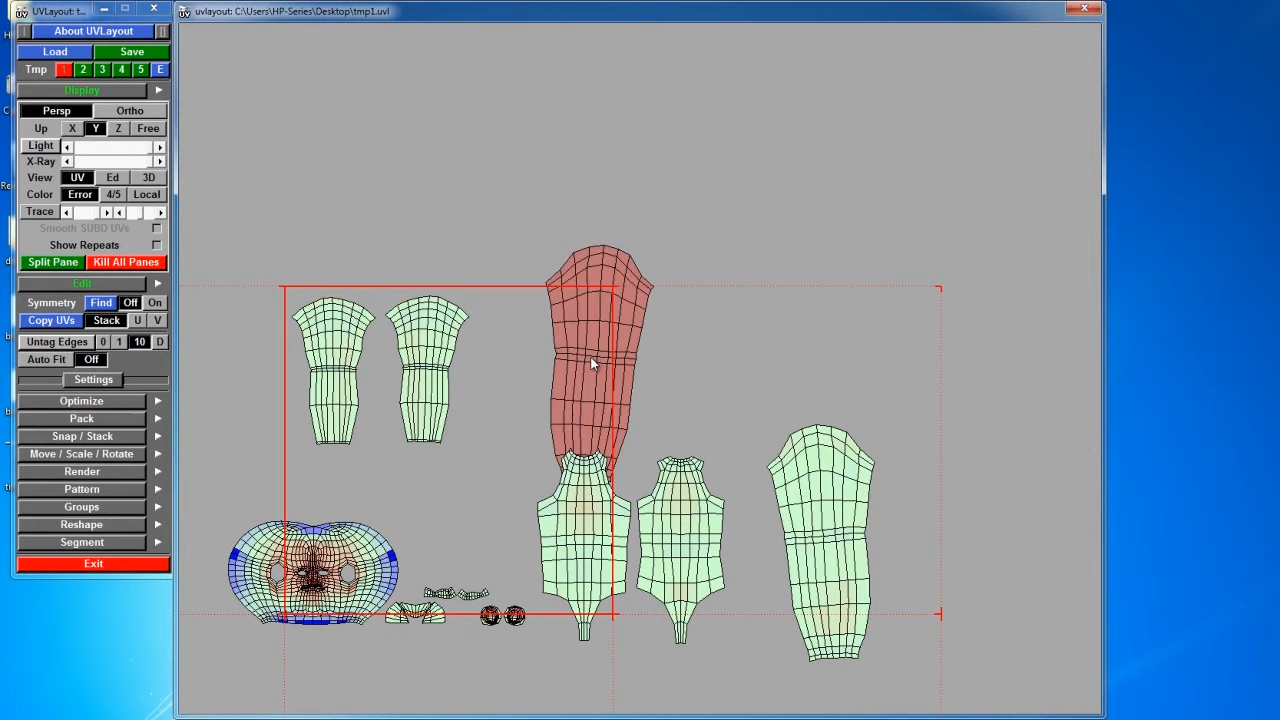 UVLayout: t...
About UVLayout
Load Save
Tmp 1 2 3 4 5 E
Display
Persp Ortho
Up X Y Z Free
Light
X-Ray
View UV Ed 3D
Color Error 4/5 Local
Trace
Smooth SUBD UVs
Show Repeats
Split Pane Kill All Panes
Edit
Symmetry Find Off On
Copy UVs Stack U V
Untag Edges 0 1 10 D
Auto Fit Off
Settings
Optimize
Pack
Snap / Stack
Move / Scale / Rotate
Render
Pattern
Groups
Reshape
Segment
Exit
uvlayout: C:\Users\HP-Series\Desktop\tmp1.uvl